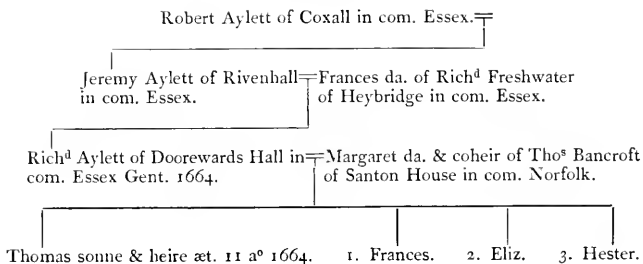 Robert Aylett of Coxall in com. Essex.
Jeremy Aylett of Rivenhall
in com. Essex.
Frances da. of Richd Freshwater
of Heybridge in com. Essex.
Richd Aylett of Doorewards Hall in
com. Essex Gent. 1664.
Margaret da. & coheir of Thos Bancroft
of Santon House in com. Norfolk.
Thomas sonne & heire æt. 11 ao 1664.
1. Frances.
2. Eliz.
3. Hester.